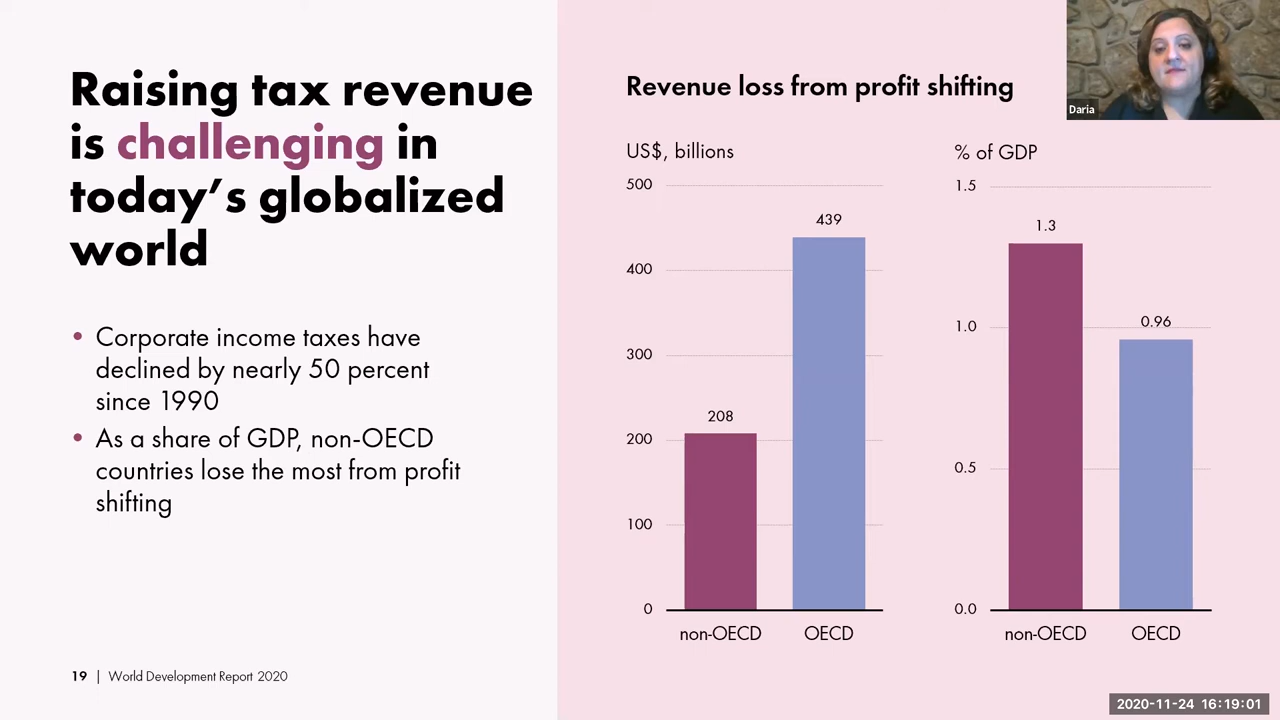 Raising tax revenue
is challenging in
today's globalized
world
• Corporate income taxes have
declined by nearly 50 percent
since 1990
• As a share of GDP, non-OECD
countries lose the most from profit
shifting
19 | World Development Report 2020
Revenue loss from profit shifting
US$, billions
500
400
300
200
100
0
208
439
non-OECD OECD
% of GDP
1.5
1.0
0.5
0.0
1.3
0.96
non-OECD OECD
Daria
2020-11-24 16:19:01